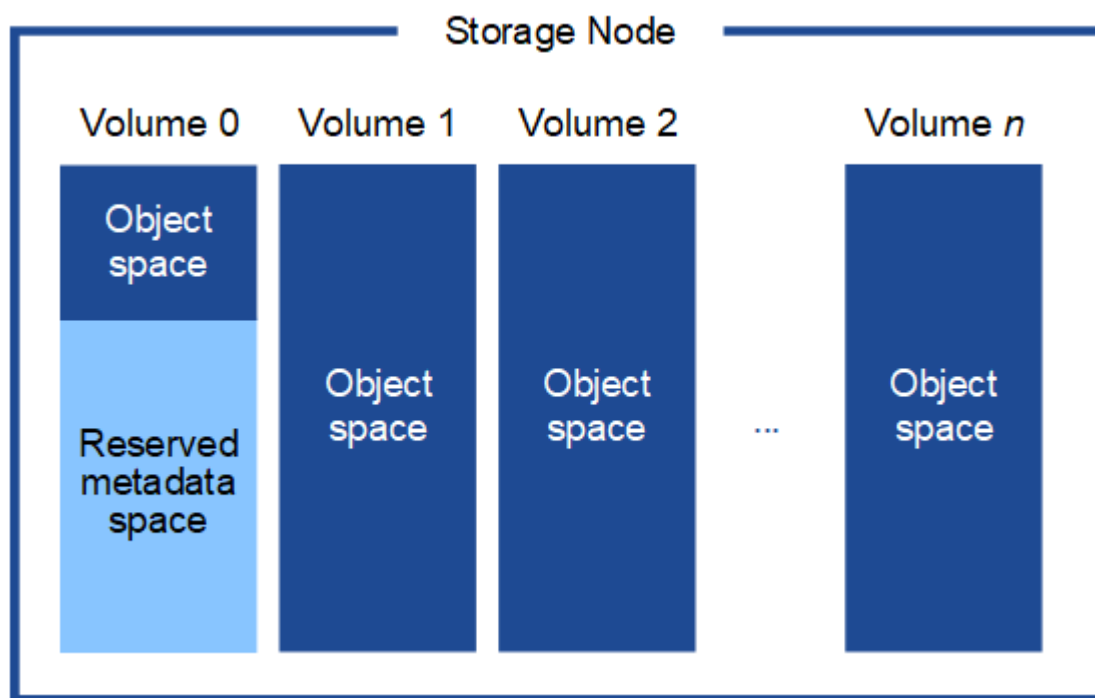 Storage Node
Volume 0
Volume 1
Volume 2
Volume n
Object
space
Reserved
metadata
space
Object
space
Object
space
...
Object
space